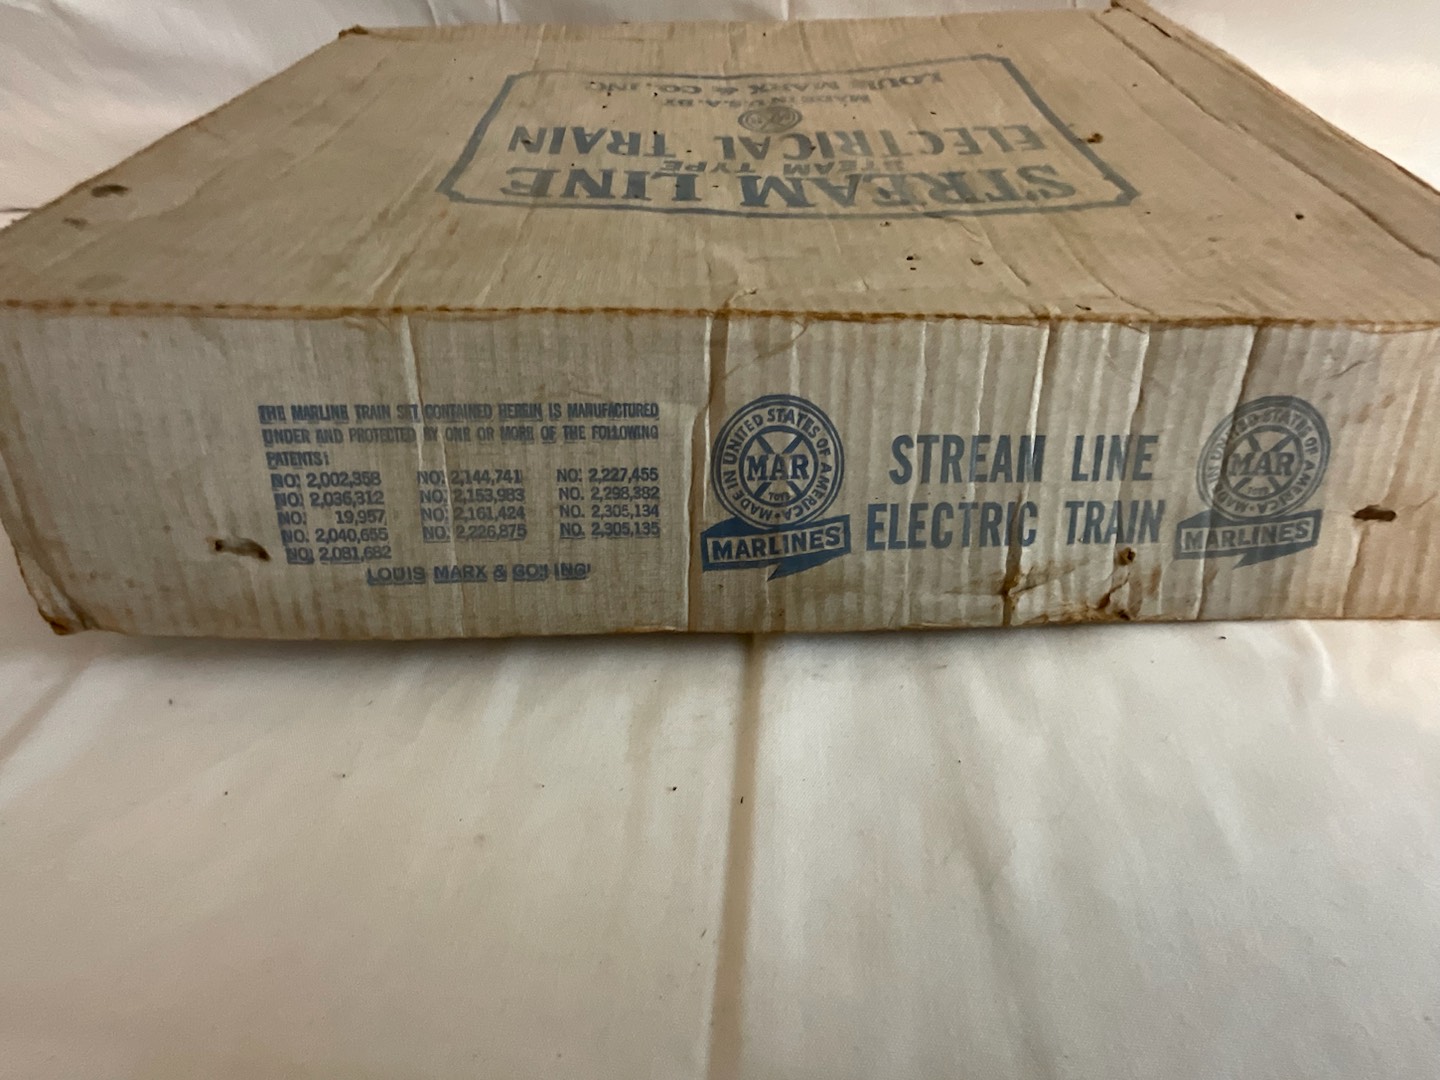 STREAM LINE
STEAM TYPE
ELECTRICAL TRAIN
MAR
MADE IN U.S.A. BY
LOUIS MARX & CO., INC.
THE MARLINE TRAIN SET CONTAINED HEREIN IS MANUFACTURED
UNDER AND PROTECTED BY ONE OR MORE OF THE FOLLOWING
PATENTS:
NO. 2,002,358 NO. 2,144,741 NO. 2,227,455
NO. 2,036,312 NO. 2,153,983 NO. 2,298,382
NO. 19,957 NO. 2,161,424 NO. 2,305,134
NO. 2,040,655 NO. 2,226,875 NO. 2,305,135
NO. 2,081,682
LOUIS MARX & CO., INC.
MADE IN UNITED STATES OF AMERICA
MAR
MARLINES
STREAM LINE
ELECTRIC TRAIN
MADE IN UNITED STATES OF AMERICA
MAR
MARLINES